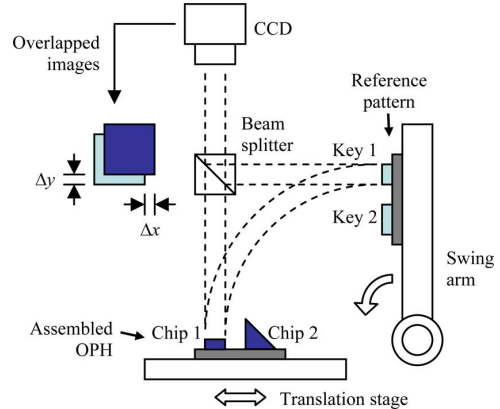 CCD
Overlapped
images
Reference
pattern
Beam
splitter
Key 1
Δy
Key 2
Δx
Swing
arm
Assembled
OPH
Chip 1
Chip 2
Translation stage